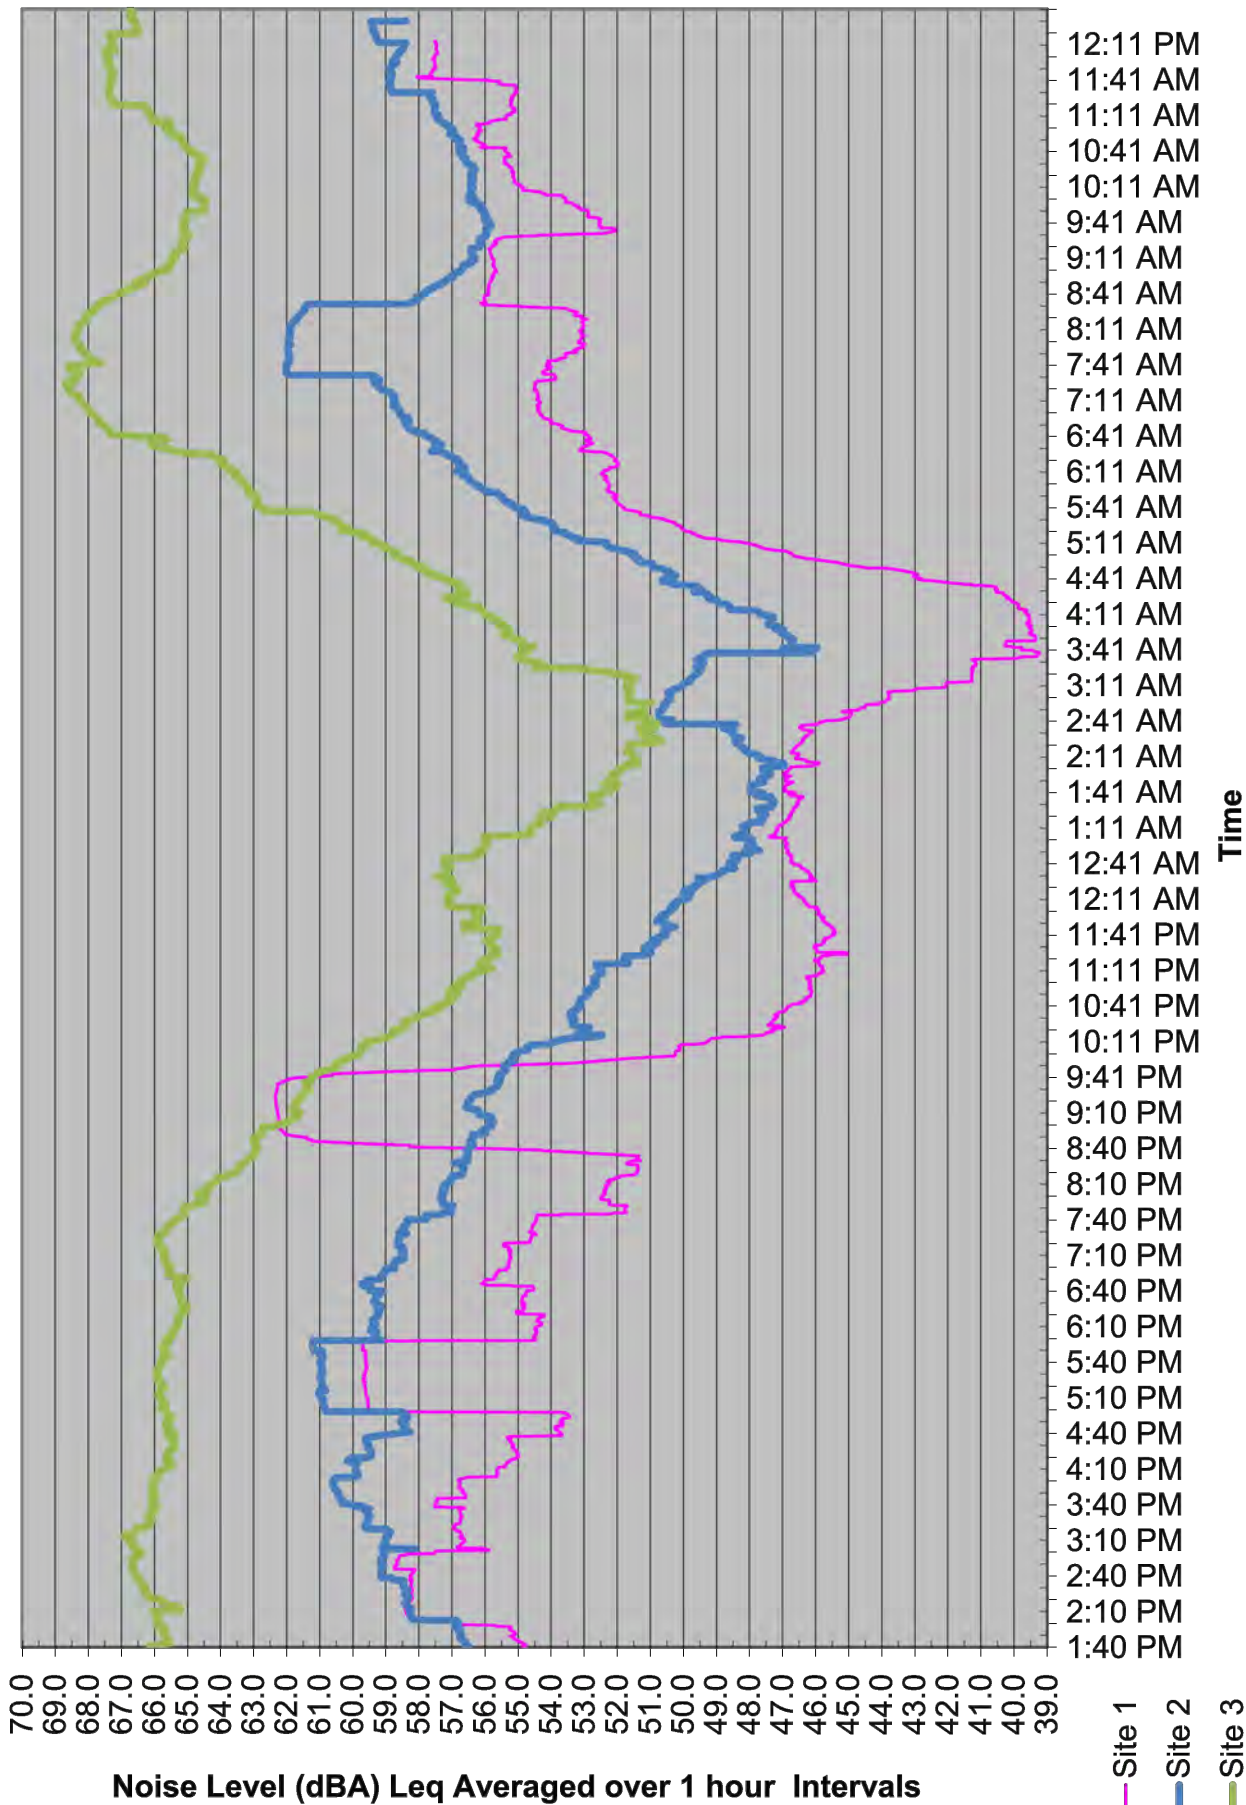 12:11 PM
11:41 AM
11:11 AM
10:41 AM
10:11 AM
9:41 AM
9:11 AM
8:41 AM
8:11 AM
7:41 AM
7:11 AM
6:41 AM
6:11 AM
5:41 AM
5:11 AM
4:41 AM
4:11 AM
3:41 AM
3:11 AM
2:41 AM
2:11 AM
1:41 AM
1:11 AM
12:41 AM
12:11 AM
11:41 PM
11:11 PM
10:41 PM
10:11 PM
9:41 PM
9:10 PM
8:40 PM
8:10 PM
7:40 PM
7:10 PM
6:40 PM
6:10 PM
5:40 PM
5:10 PM
4:40 PM
4:10 PM
3:40 PM
3:10 PM
2:40 PM
2:10 PM
1:40 PM
Time
70.0
69.0
68.0
67.0
66.0
65.0
64.0
63.0
62.0
61.0
60.0
59.0
58.0
57.0
56.0
55.0
54.0
53.0
52.0
51.0
50.0
49.0
48.0
47.0
46.0
45.0
44.0
43.0
42.0
41.0
40.0
39.0
Noise Level (dBA) Leq Averaged over 1 hour Intervals
Site 1
Site 2
Site 3